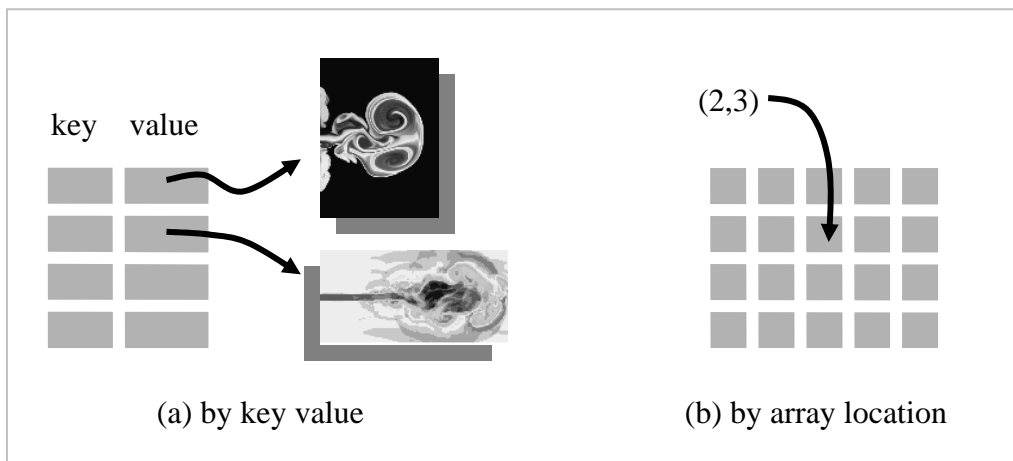 key value
(a) by key value
(2,3)
(b) by array location